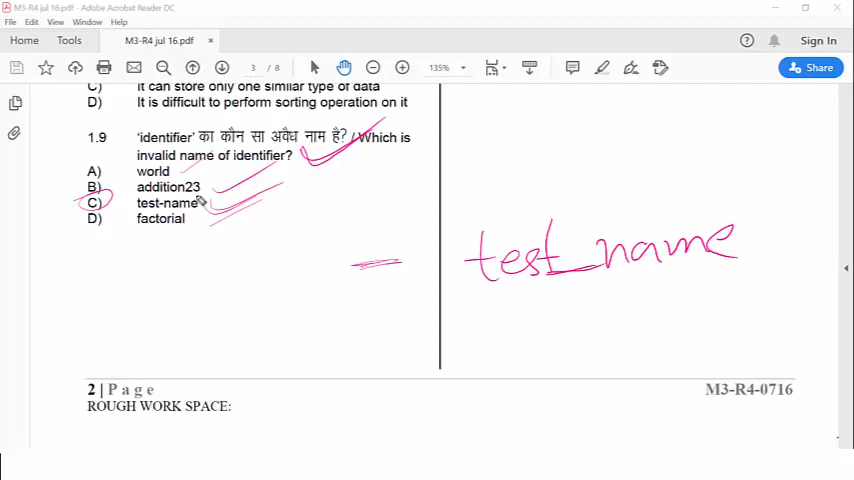 M3-R4 jul 16.pdf - Adobe Acrobat Reader DC
File Edit View Window Help
Home Tools M3-R4 jul 16.pdf × Sign In
3 / 8 135% Share
C) It can store only one similar type of data
D) It is difficult to perform sorting operation on it
1.9 'identifier' का कौन सा अवैध नाम है? / Which is
invalid name of identifier?
A) world
B) addition23
C) test-name
D) factorial
test_name
2 | P a g e M3-R4-0716
ROUGH WORK SPACE: